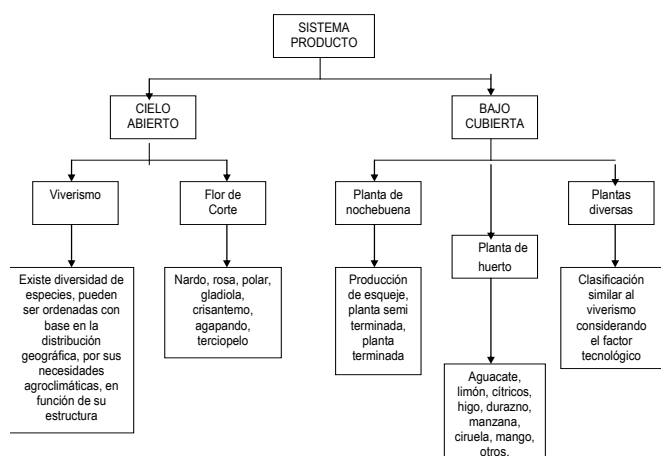 SISTEMA
PRODUCTO
CIELO
ABIERTO
BAJO
CUBIERTA
Viverismo
Flor de
Corte
Planta de
nochebuena
Planta de
huerto
Plantas
diversas
Existe diversidad de
especies, pueden
ser ordenadas con
base en la
distribución
geográfica, por sus
necesidades
agroclimáticas, en
función de su
estructura
Nardo, rosa, polar,
gladiola,
crisantemo,
agapando,
terciopelo
Producción
de esqueje,
planta semi
terminada,
planta
terminada
Aguacate,
limón, cítricos,
higo, durazno,
manzana,
ciruela, mango,
otros.
Clasificación
similar al
viverismo
considerando
el factor
tecnológico